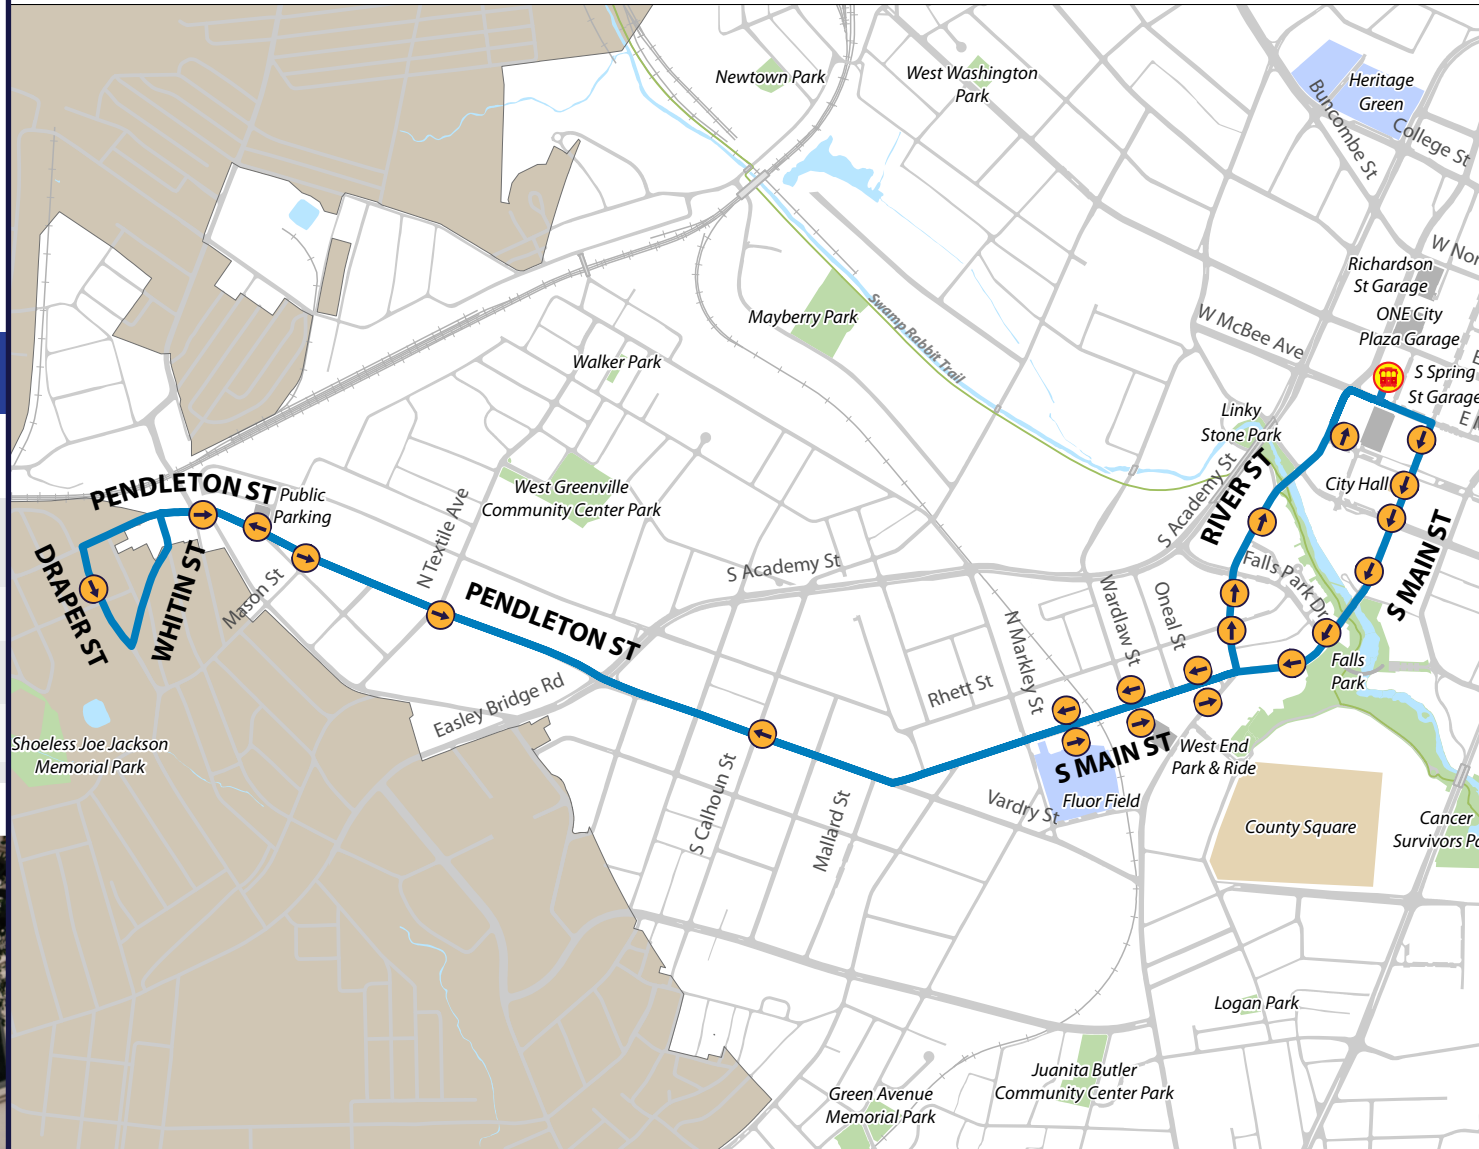 Newtown Park
West Washington
Park
Heritage
Green
Buncombe St
College St
W Nor
Richardson
St Garage
ONE City
Plaza Garage
W McBee Ave
Mayberry Park
Swamp Rabbit Trail
Walker Park
S Spring
St Garage
Linky
Stone Park
E
E
S Academy St
RIVER ST
City Hall
S MAIN ST
PENDLETON ST
Public
Parking
N Textile Ave
West Greenville
Community Center Park
DRAPER ST
WHITIN ST
Mason St
PENDLETON ST
S Academy St
Falls Park Dr
Wardlaw St
Oneal St
N Markley St
Rhett St
Falls
Park
Easley Bridge Rd
Shoeless Joe Jackson
Memorial Park
S MAIN ST
West End
Park & Ride
S Calhoun St
Mallard St
Vardry St
Fluor Field
County Square
Cancer
Survivors Pa
Logan Park
Juanita Butler
Community Center Park
Green Avenue
Memorial Park